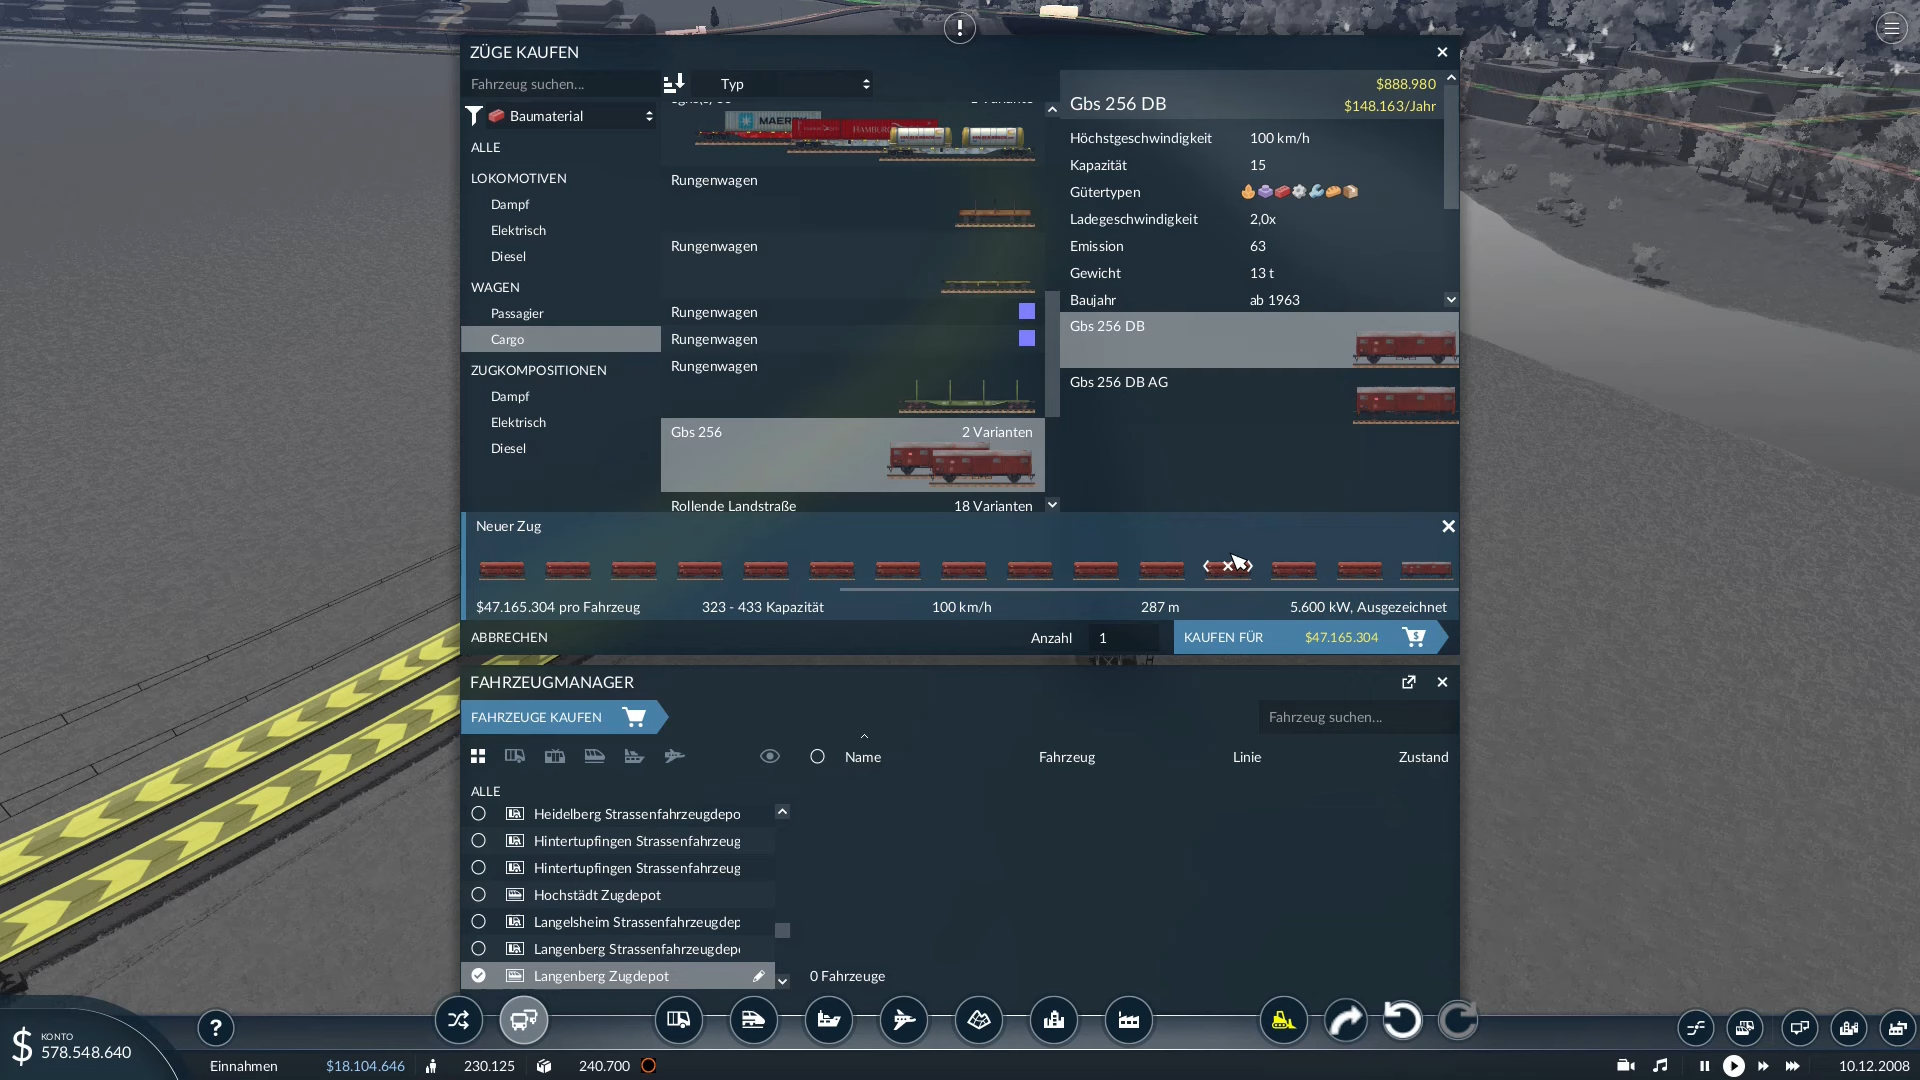 ZÜGE KAUFEN
Fahrzeug suchen...
Typ
Baumaterial
ALLE
LOKOMOTIVEN
Dampf
Elektrisch
Diesel
WAGEN
Passagier
Cargo
ZUGKOMPOSITIONEN
Dampf
Elektrisch
Diesel
Rungenwagen
Rungenwagen
Rungenwagen
Rungenwagen
Rungenwagen
Gbs 256 2 Varianten
Rollende Landstraße 18 Varianten
$888.980
Gbs 256 DB
$148.163/Jahr
Höchstgeschwindigkeit 100 km/h
Kapazität 15
Gütertypen
Ladegeschwindigkeit 2,0x
Emission 63
Gewicht 13 t
Baujahr ab 1963
Gbs 256 DB
Gbs 256 DB AG
Neuer Zug
$47.165.304 pro Fahrzeug 323 - 433 Kapazität 100 km/h 287 m 5.600 kW, Ausgezeichnet
ABBRECHEN Anzahl 1 KAUFEN FÜR $47.165.304
FAHRZEUGMANAGER
FAHRZEUGE KAUFEN
Fahrzeug suchen...
Name Fahrzeug Linie Zustand
ALLE
Heidelberg Strassenfahrzeugdepo
Hintertupfingen Strassenfahrzeug
Hintertupfingen Strassenfahrzeug
Hochstädt Zugdepot
Langelsheim Strassenfahrzeugdep
Langenberg Strassenfahrzeugdep
Langenberg Zugdepot
0 Fahrzeuge
KONTO
$ 578.548.640
?
Einnahmen $18.104.646 230.125 240.700
10.12.2008